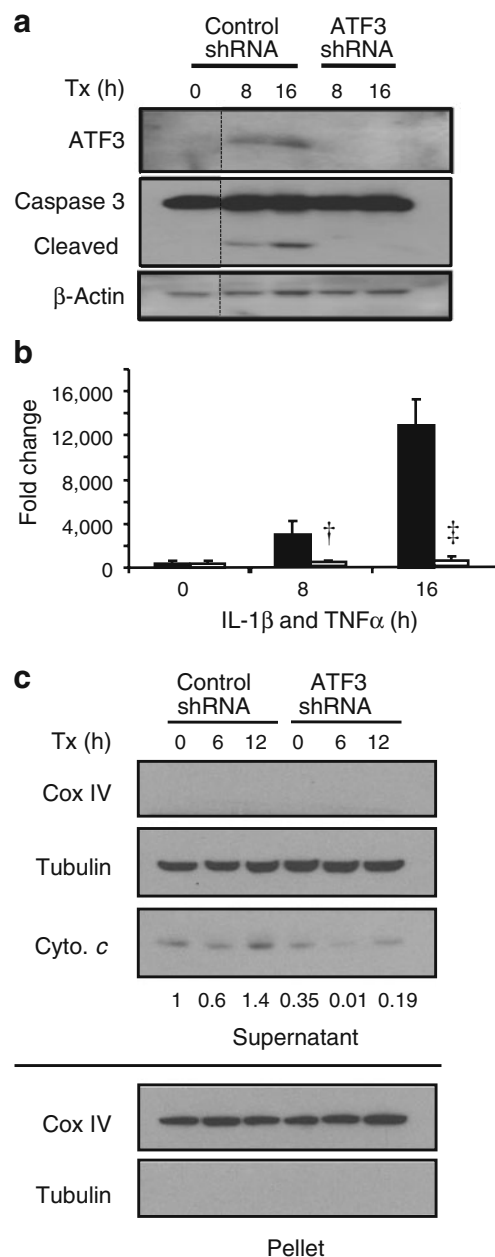 a
Control shRNA
ATF3 shRNA
Tx (h) 0 8 16 8 16
ATF3
Caspase 3
Cleaved
β-Actin
b
Fold change
16,000
12,000
8,000
4,000
0
† ‡
0 8 16
IL-1β and TNFα (h)
c
Control shRNA
ATF3 shRNA
Tx (h) 0 6 12 0 6 12
Cox IV
Tubulin
Cyto. c
1 0.6 1.4 0.35 0.01 0.19
Supernatant
Cox IV
Tubulin
Pellet